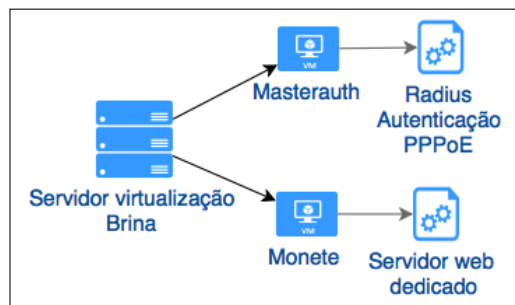 VM
Masterauth
Radius
Autenticação
PPPoE
Servidor virtualização
Brina
VM
Monete
Servidor web
dedicado